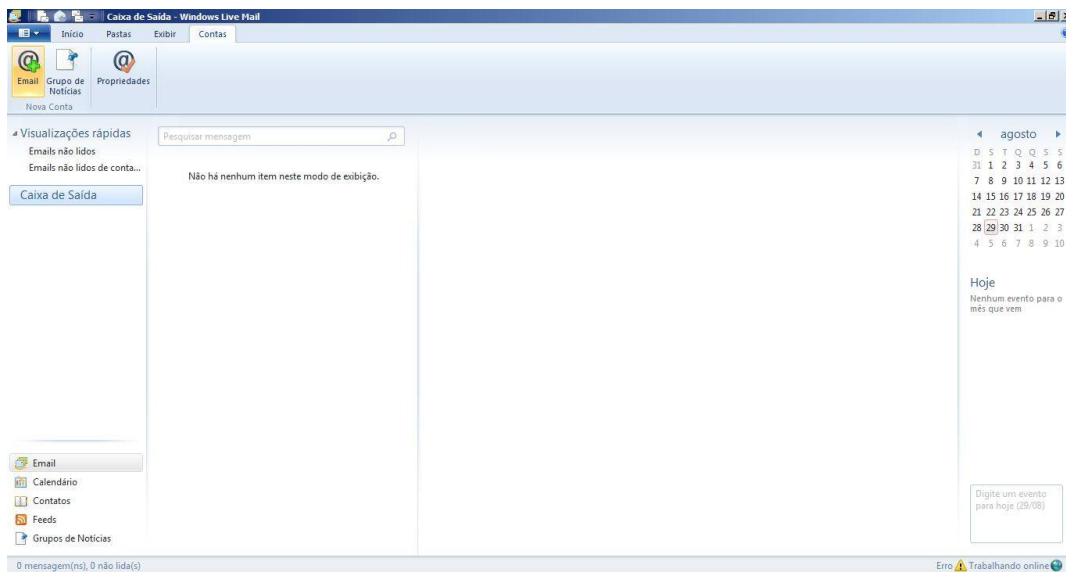 Caixa de Saída - Windows Live Mail
Início Pastas Exibir Contas
Email
Grupo de Notícias
Propriedades
Nova Conta
Visualizações rápidas
Emails não lidos
Emails não lidos de conta...
Caixa de Saída
Pesquisar mensagem
Não há nenhum item neste modo de exibição.
agosto
D S T Q Q S S
31 1 2 3 4 5 6
7 8 9 10 11 12 13
14 15 16 17 18 19 20
21 22 23 24 25 26 27
28 29 30 31 1 2 3
4 5 6 7 8 9 10
Hoje
Nenhum evento para o
mês que vem
Email
Calendário
Contatos
Feeds
Grupos de Notícias
Digite um evento
para hoje (29/08)
0 mensagem(ns), 0 não lida(s)
Erro Trabalhando online